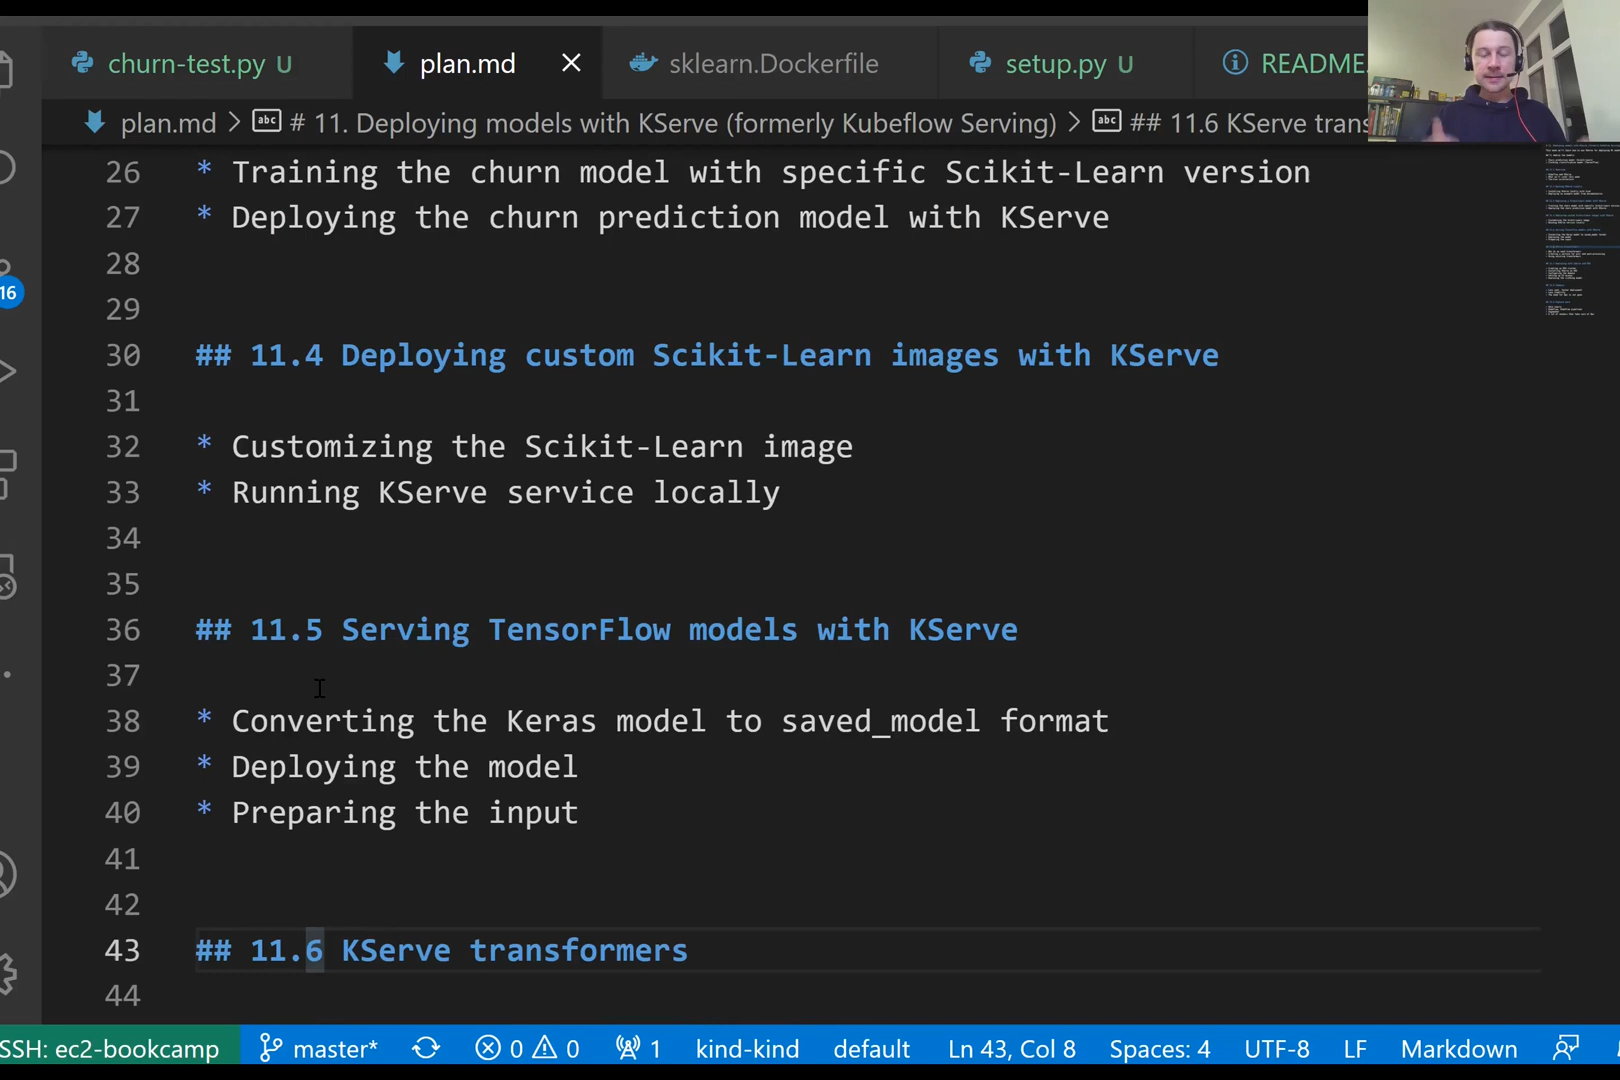 churn-test.py U
plan.md
sklearn.Dockerfile
setup.py U
README.
plan.md > # 11. Deploying models with KServe (formerly Kubeflow Serving) > ## 11.6 KServe trans
26 * Training the churn model with specific Scikit-Learn version
27 * Deploying the churn prediction model with KServe
28
29
30 ## 11.4 Deploying custom Scikit-Learn images with KServe
31
32 * Customizing the Scikit-Learn image
33 * Running KServe service locally
34
35
36 ## 11.5 Serving TensorFlow models with KServe
37
38 * Converting the Keras model to saved_model format
39 * Deploying the model
40 * Preparing the input
41
42
43 ## 11.6 KServe transformers
44
16
SSH: ec2-bookcamp master* 0 0 1 kind-kind default Ln 43, Col 8 Spaces: 4 UTF-8 LF Markdown